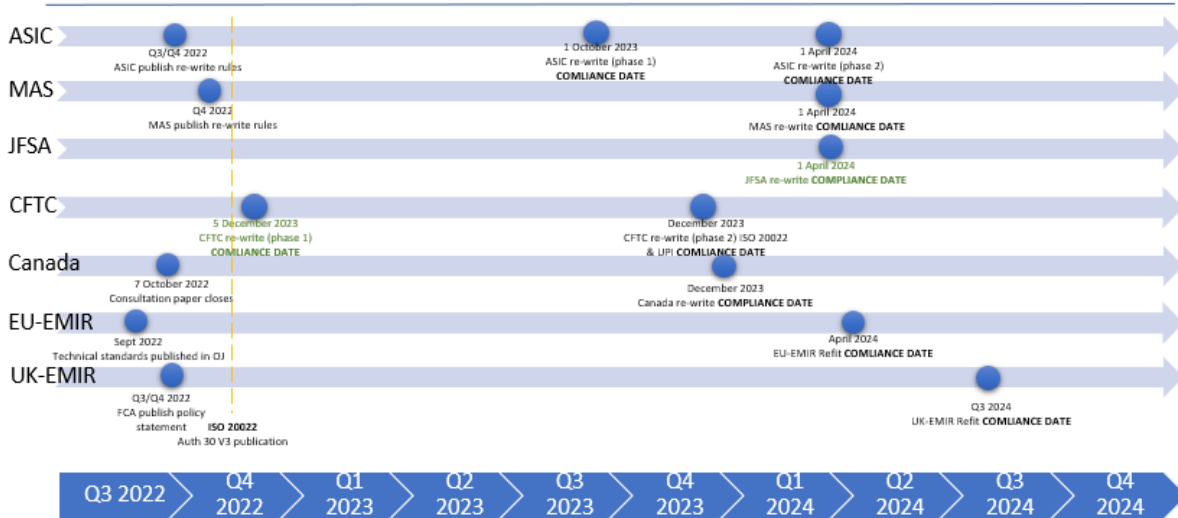 ASIC
Q3/Q4 2022
ASIC publish re-write rules
1 October 2023
ASIC re-write (phase 1)
COMLIANCE DATE
1 April 2024
ASIC re-write (phase 2)
COMLIANCE DATE
MAS
Q4 2022
MAS publish re-write rules
1 April 2024
MAS re-write COMLIANCE DATE
JFSA
1 April 2024
JFSA re-write COMPLIANCE DATE
CFTC
5 December 2023
CFTC re-write (phase 1)
COMLIANCE DATE
December 2023
CFTC re-write (phase 2) ISO 20022
& UPI COMLIANCE DATE
Canada
7 October 2022
Consultation paper closes
December 2023
Canada re-write COMPLIANCE DATE
EU-EMIR
Sept 2022
Technical standards published in OJ
April 2024
EU-EMIR Refit COMLIANCE DATE
UK-EMIR
Q3/Q4 2022
FCA publish policy
statement
ISO 20022
Auth 30 V3 publication
Q3 2024
UK-EMIR Refit COMLIANCE DATE
Q3 2022
Q4
2022
Q1
2023
Q2
2023
Q3
2023
Q4
2023
Q1
2024
Q2
2024
Q3
2024
Q4
2024